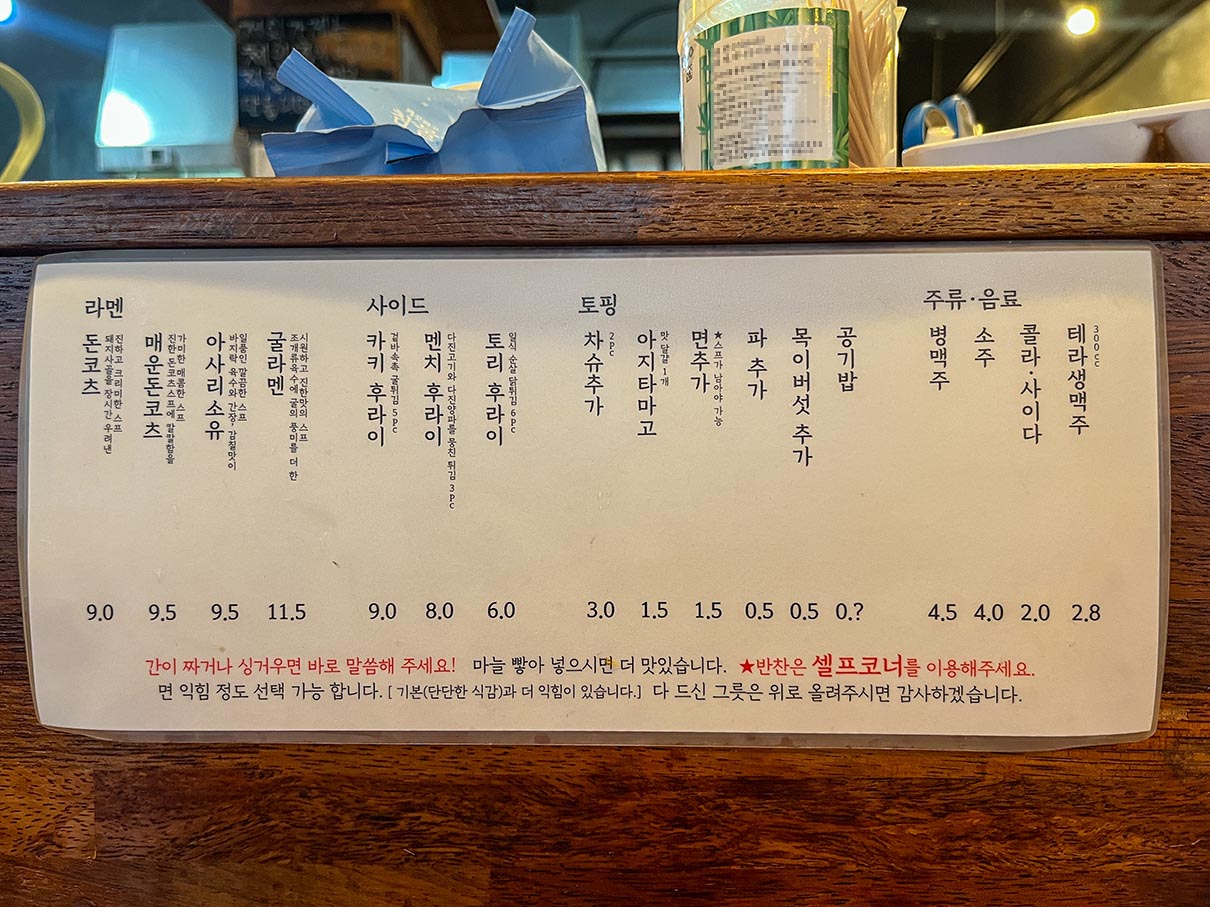 라멘
돈코츠
돼지사골을 장시간 우려낸
진하고 크리미한 스프
9.0
매운돈코츠
진한 돈코츠스프에 칼칼함을
가미한 매콤한 스프
9.5
아사리소유
바지락 육수와 간장, 감칠맛이
일품인 깔끔한 스프
9.5
굴라멘
조개류육수에 굴의 풍미를 더 한
시원하고 진한맛의 스프
11.5
사이드
카키 후라이
겉바속촉 굴튀김 5pc
9.0
멘치 후라이
다진고기와 다진양파를 뭉친 튀김 3pc
8.0
토리 후라이
일식 순살 닭튀김 6pc
6.0
토핑
차슈추가
2pc
3.0
아지타마고
맛 달걀 1개
1.5
면추가
★스프가 남아야 가능
1.5
파 추가
0.5
목이버섯 추가
0.5
공기밥
0.?
주류·음료
병맥주
4.5
소주
4.0
콜라·사이다
2.0
테라생맥주
300cc
2.8
간이 짜거나 싱거우면 바로 말씀해 주세요! 마늘 빻아 넣으시면 더 맛있습니다. ★반찬은 셀프코너를 이용해주세요.
면 익힘 정도 선택 가능 합니다. [ 기본(단단한 식감)과 더 익힘이 있습니다.] 다 드신 그릇은 위로 올려주시면 감사하겠습니다.